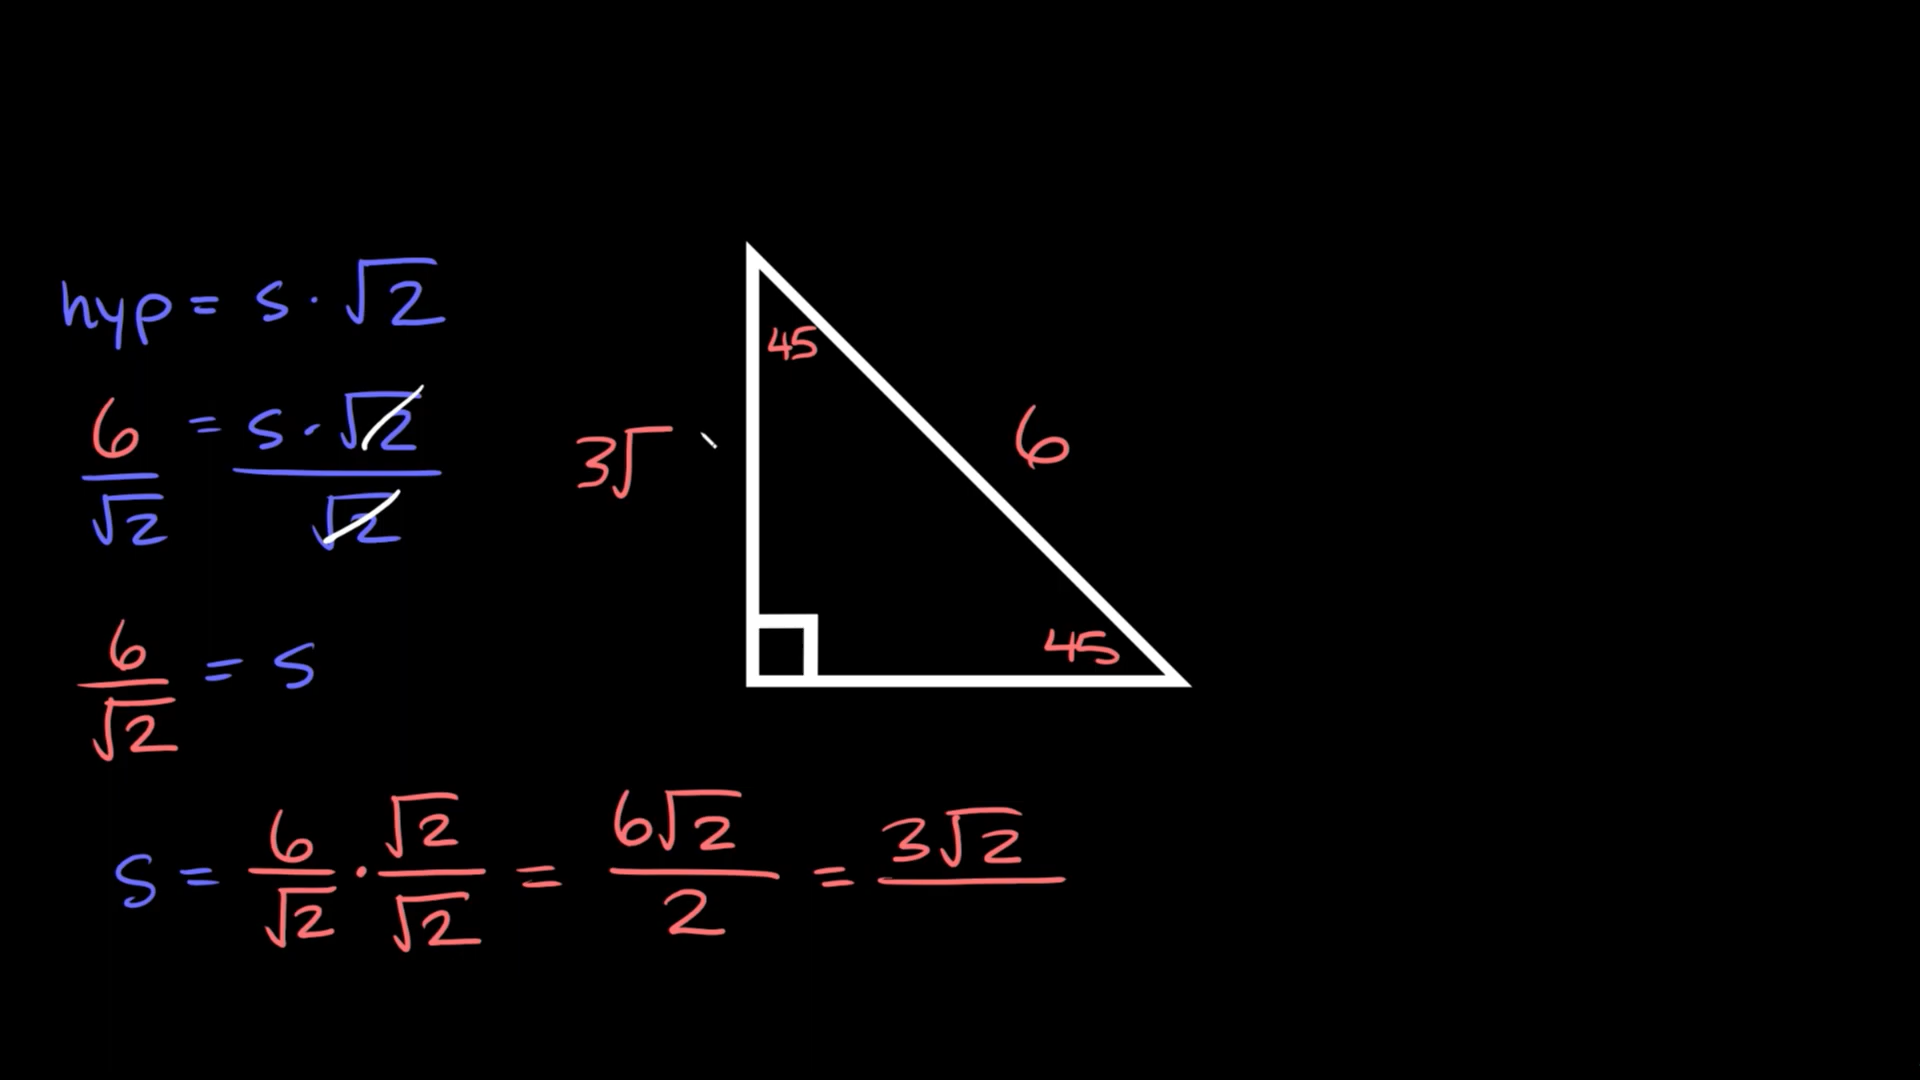 hyp = s · √2
6/√2 = s · √2/√2
6/√2 = s
s = 6/√2 · √2/√2 = 6√2/2 = 3√2
45
3√
6
45